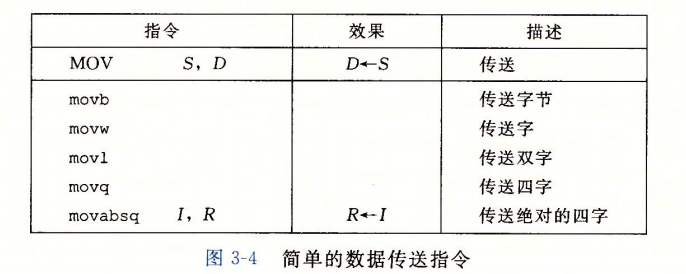 指令 效果 描述
MOV S, D D←S 传送
movb 传送字节
movw 传送字
movl 传送双字
movq 传送四字
movabsq I, R R←I 传送绝对的四字
图 3-4 简单的数据传送指令